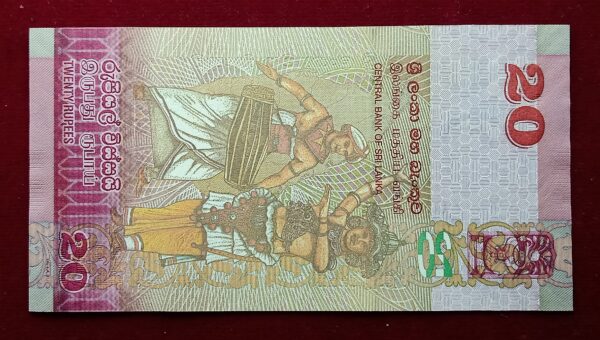 20
ශ්‍රී ලංකා මහ බැංකුව
இலங்கை மத்திய வங்கி
CENTRAL BANK OF SRI LANKA
රුපියල් විස්සයි
இருபது ரூபாய்
TWENTY RUPEES
20